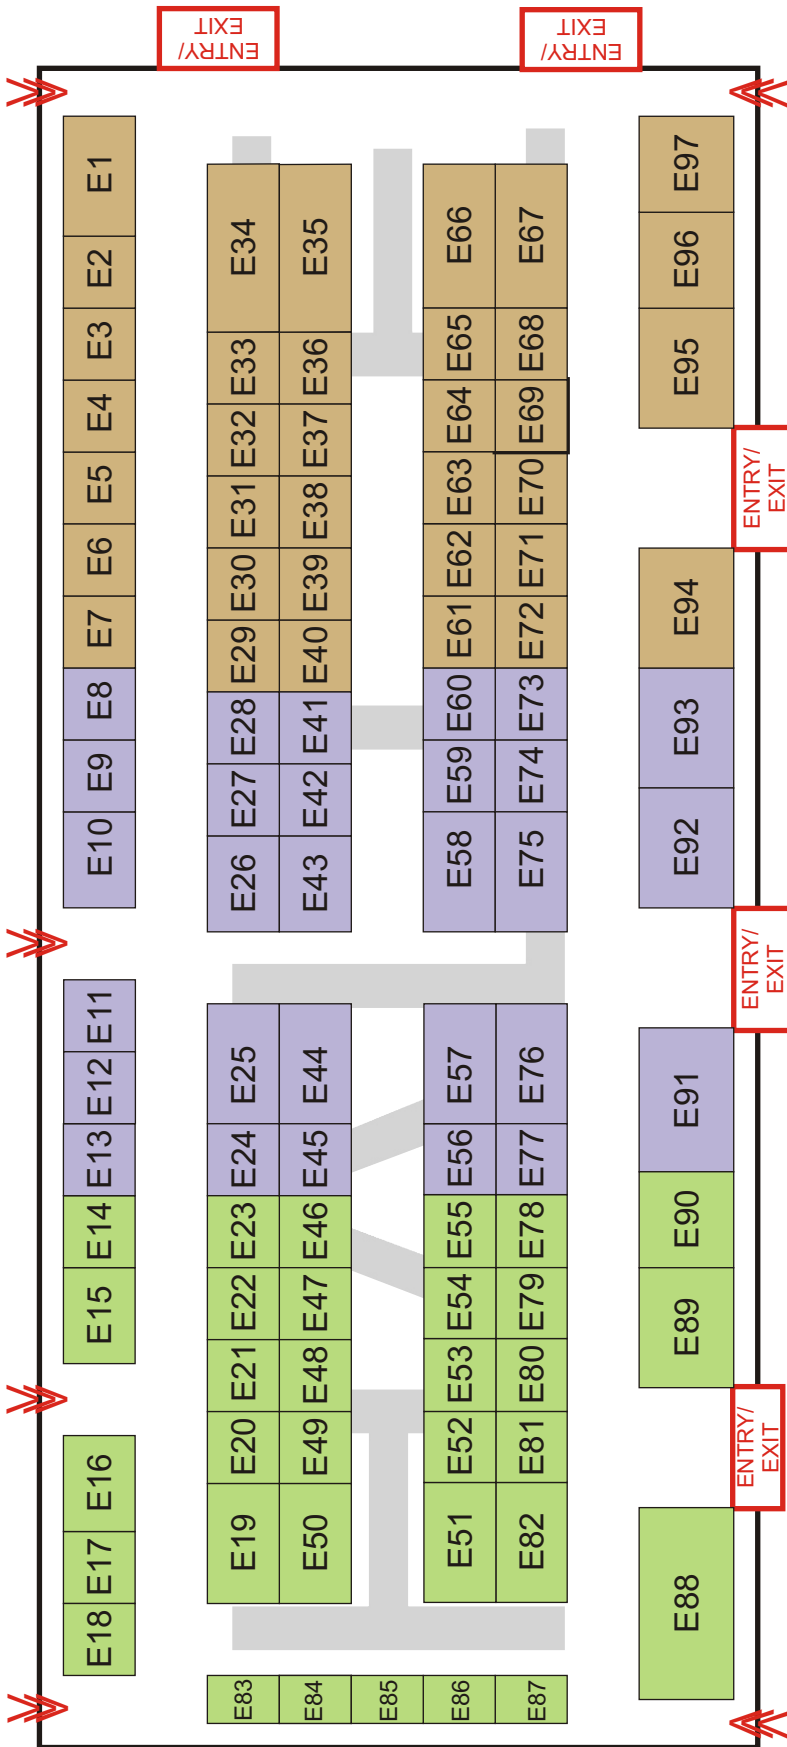 ENTRY/
EXIT
ENTRY/
EXIT
E1
E2
E3
E4
E5
E6
E7
E8
E9
E10
E11
E12
E13
E14
E15
E16
E17
E18
E34
E33
E32
E31
E30
E29
E28
E27
E26
E25
E24
E23
E22
E21
E20
E19
E35
E36
E37
E38
E39
E40
E41
E42
E43
E44
E45
E46
E47
E48
E49
E50
E66
E65
E64
E63
E62
E61
E60
E59
E58
E57
E56
E55
E54
E53
E52
E51
E67
E68
E69
E70
E71
E72
E73
E74
E75
E76
E77
E78
E79
E80
E81
E82
E83
E84
E85
E86
E87
E97
E96
E95
E94
E93
E92
E91
E90
E89
E88
ENTRY/
EXIT
ENTRY/
EXIT
ENTRY/
EXIT